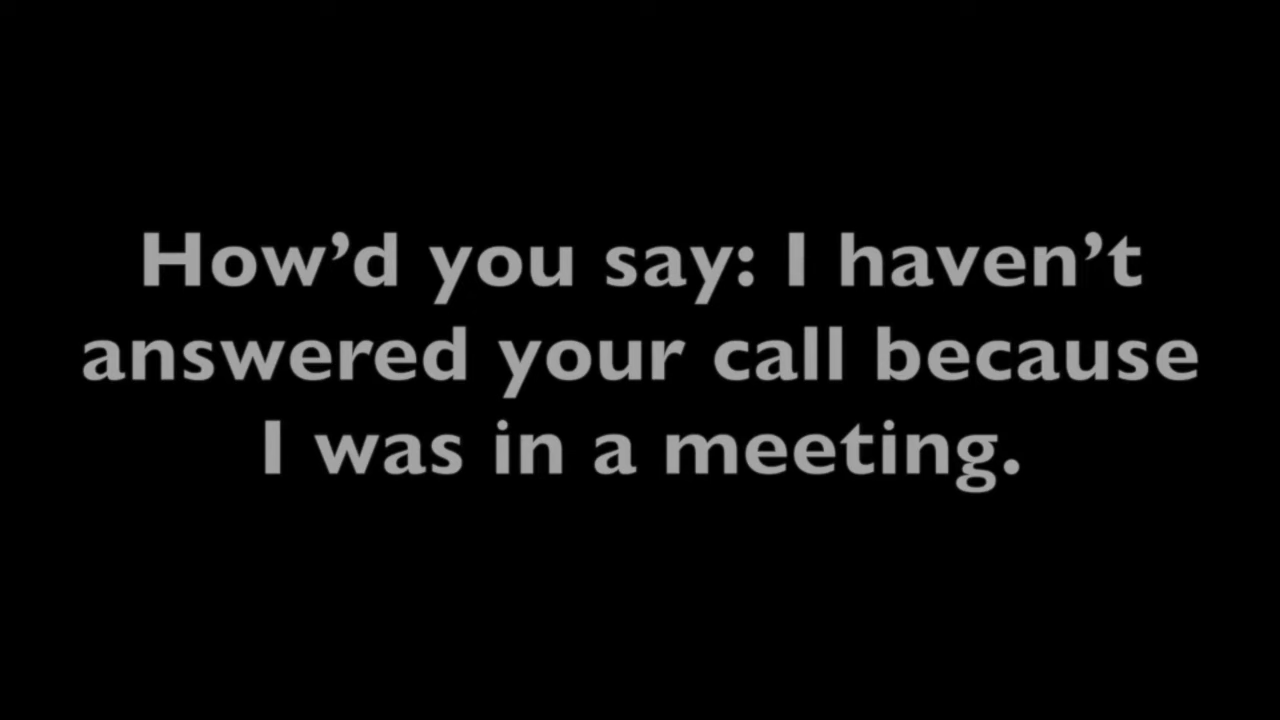 How’d you say: I haven’t
answered your call because
I was in a meeting.